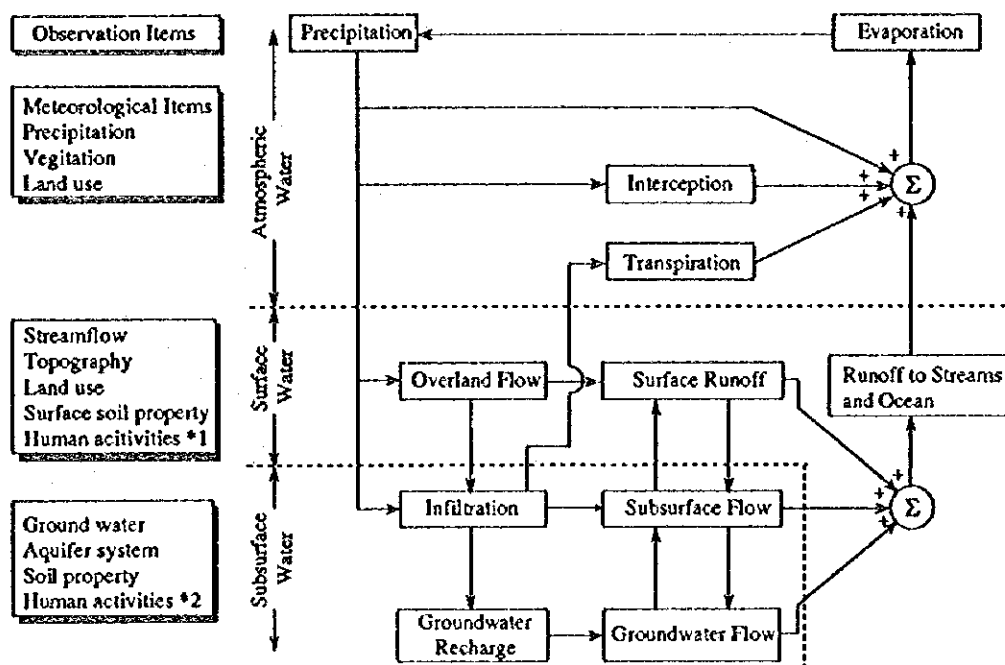 Observation Items
Meteorological Items
Precipitation
Vegitation
Land use
Streamflow
Topography
Land use
Surface soil property
Human acitivities *1
Ground water
Aquifer system
Soil property
Human activities *2
Atmospheric
Water
Surface
Water
Subsurface
Water
Precipitation
Evaporation
+
Interception
+
+
Σ
+
Transpiration
Overland Flow
Surface Runoff
Runoff to Streams
and Ocean
+
Infiltration
Subsurface Flow
+
+
Σ
Groundwater
Recharge
Groundwater Flow